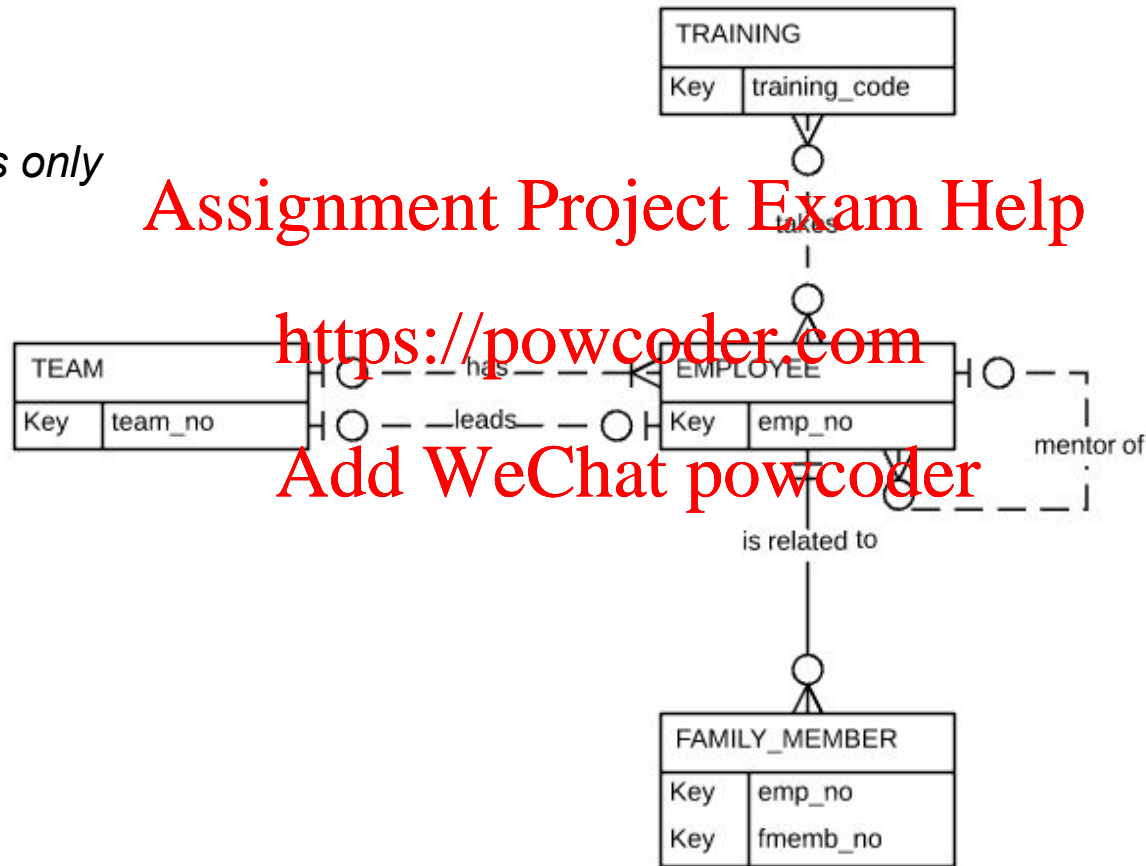 TRAINING
Key training_code
s only
Assignment Project Exam Help
takes
https://powcoder.com
TEAM
has
EMPLOYEE
Key team_no
leads
Key emp_no
mentor of
Add WeChat powcoder
is related to
FAMILY_MEMBER
Key emp_no
Key fmemb_no